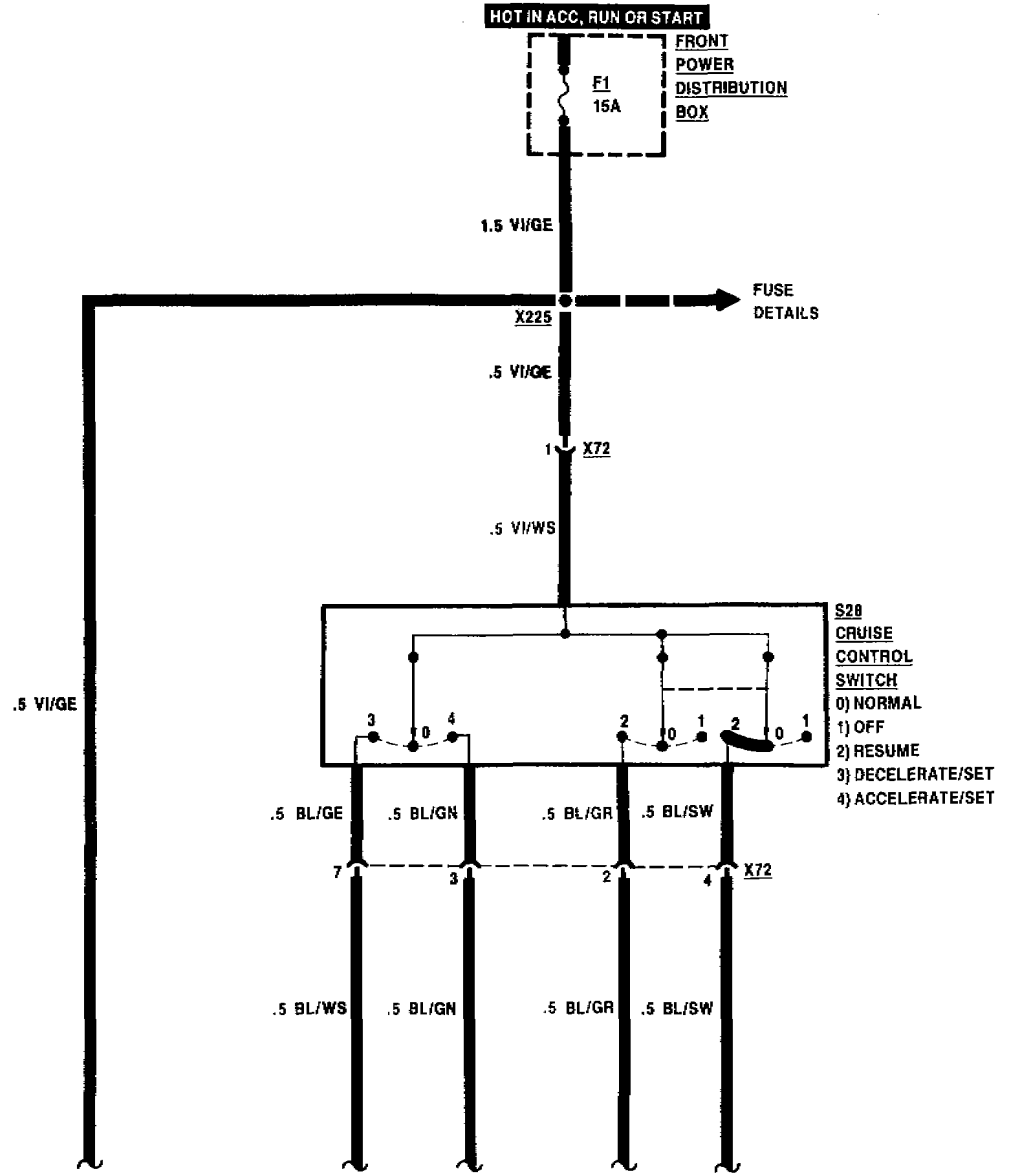 HOT IN ACC, RUN OR START
FRONT
POWER
DISTRIBUTION
BOX
F1
15A
1.5 VI/GE
FUSE
DETAILS
X225
.5 VI/GE
1
X72
.5 VI/WS
S28
CRUISE
CONTROL
SWITCH
0) NORMAL
1) OFF
2) RESUME
3) DECELERATE/SET
4) ACCELERATE/SET
.5 VI/GE
3
0
4
2
0
1
2
0
1
.5 BL/GE
.5 BL/GN
.5 BL/GR
.5 BL/SW
7
3
2
4
X72
.5 BL/WS
.5 BL/GN
.5 BL/GR
.5 BL/SW